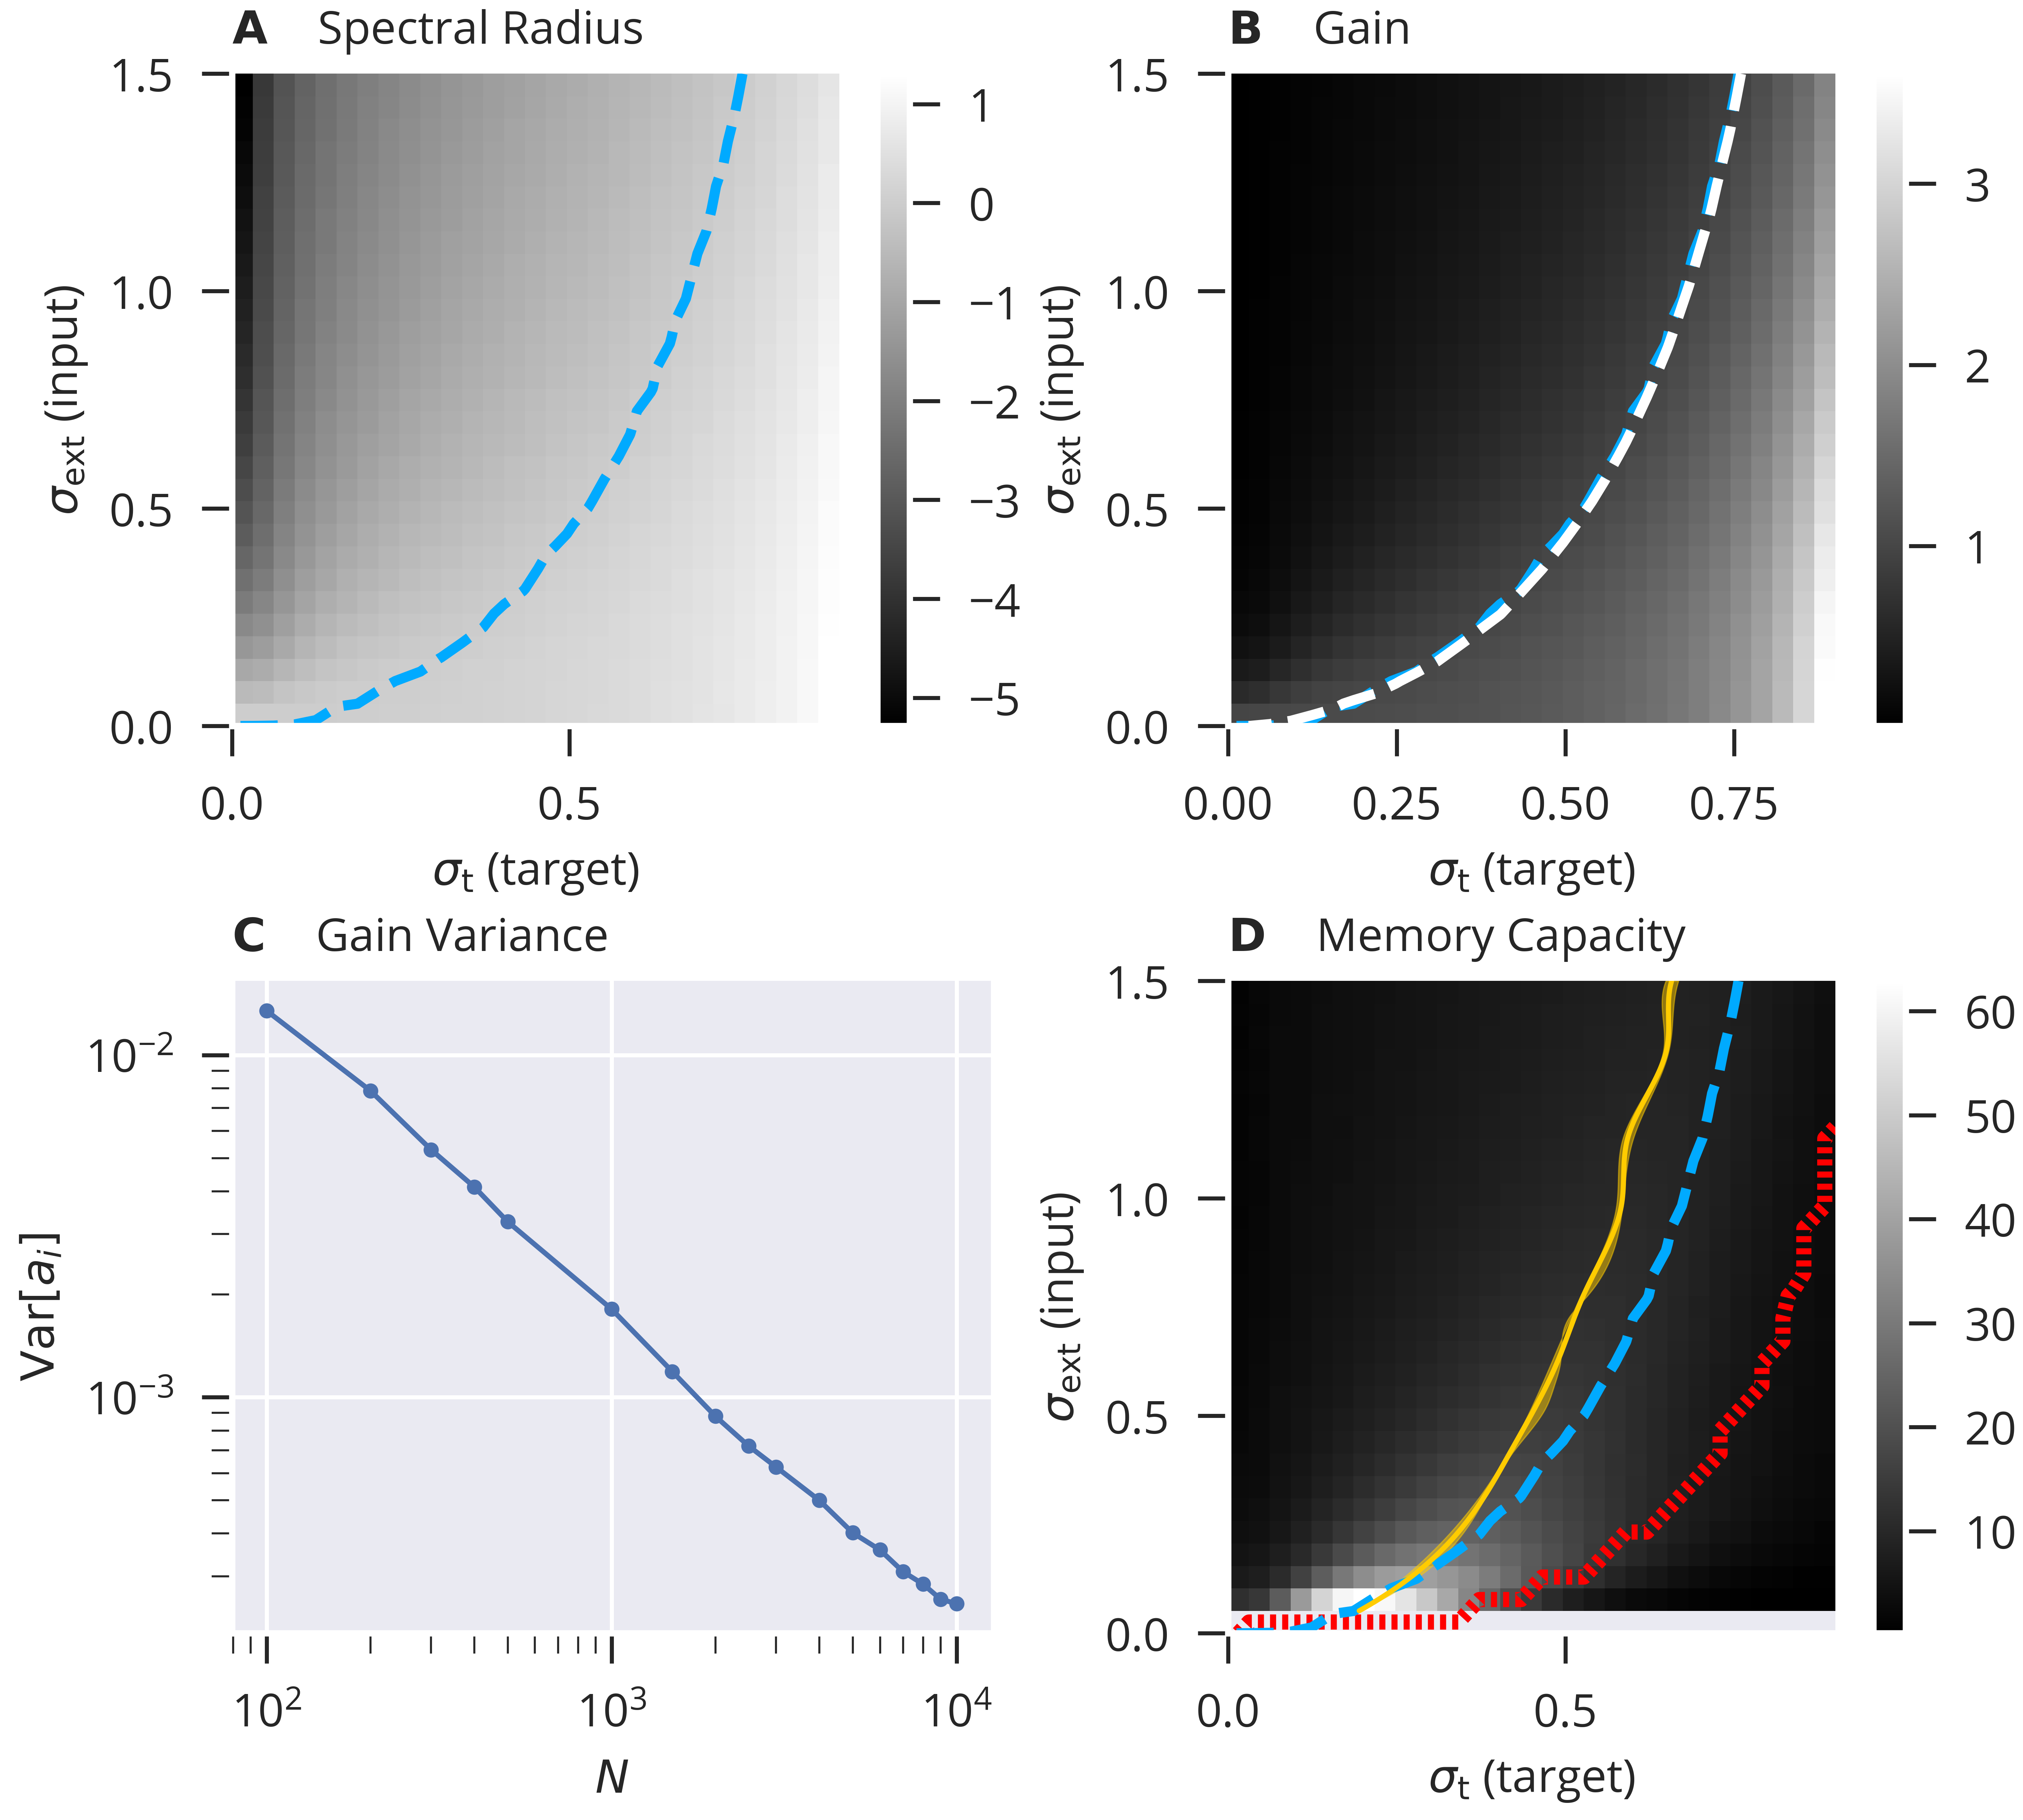 A Spectral Radius
1.5
1.0
0.5
0.0
σext (input)
0.0 0.5
σt (target)
1
0
−1
−2
−3
−4
−5
B Gain
1.5
1.0
0.5
0.0
σext (input)
0.00 0.25 0.50 0.75
σt (target)
3
2
1
C Gain Variance
10−2
10−3
Var[ai]
102 103 104
N
D Memory Capacity
1.5
1.0
0.5
0.0
σext (input)
0.0 0.5
σt (target)
60
50
40
30
20
10